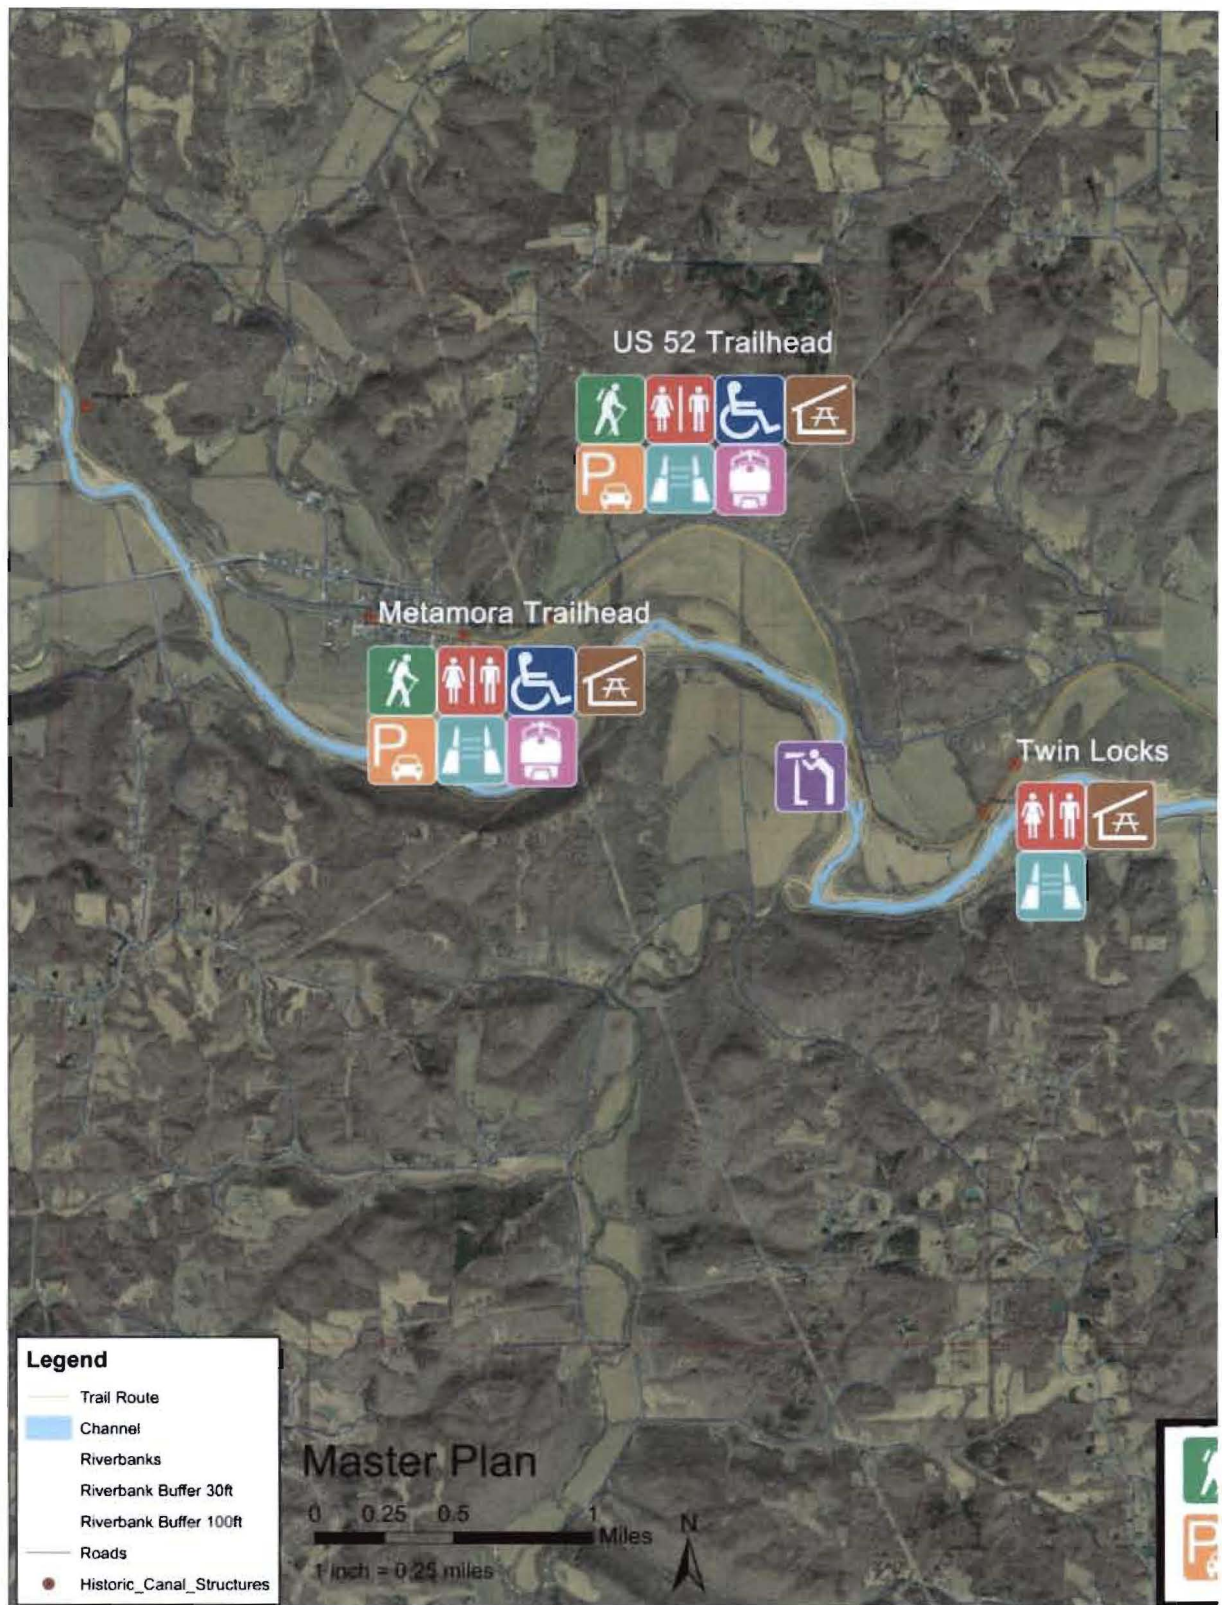 US 52 Trailhead
P
Metamora Trailhead
P
Twin Locks
Legend
Trail Route
Channel
Riverbanks
Riverbank Buffer 30ft
Riverbank Buffer 100ft
Roads
Historic_Canal_Structures
Master Plan
0 0.25 0.5 1
Miles
1 inch = 0.25 miles
N
P